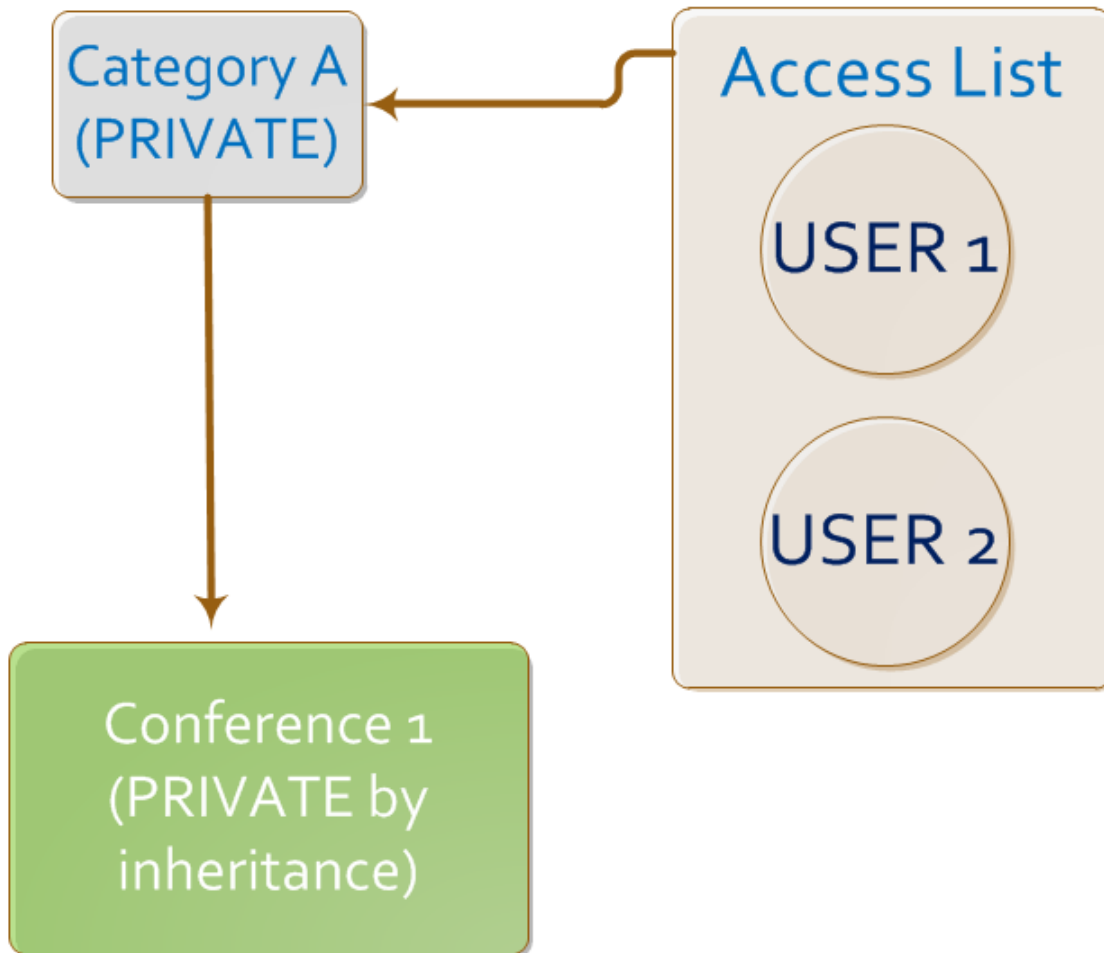 Category A
(PRIVATE)
Access List
USER 1
USER 2
Conference 1
(PRIVATE by
inheritance)